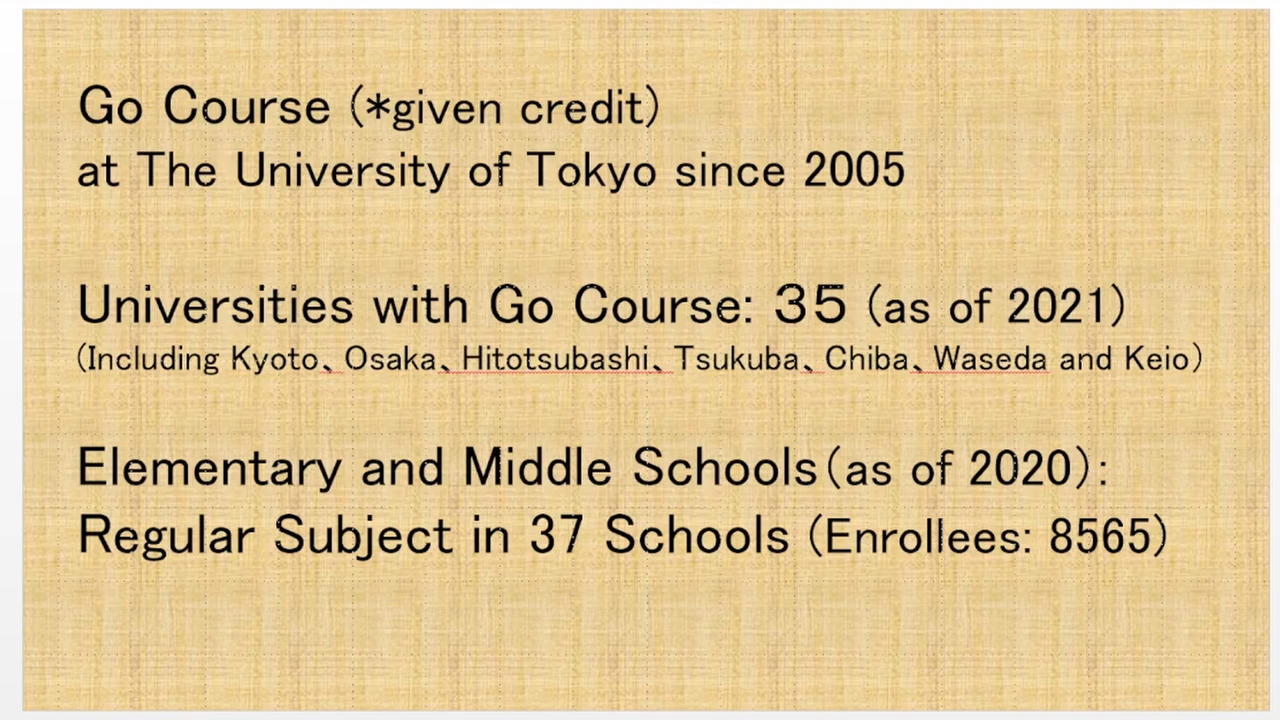 Go Course (*given credit)
at The University of Tokyo since 2005
Universities with Go Course: 35 (as of 2021)
(Including Kyoto、Osaka、Hitotsubashi、Tsukuba、Chiba、Waseda and Keio)
Elementary and Middle Schools(as of 2020):
Regular Subject in 37 Schools (Enrollees: 8565)